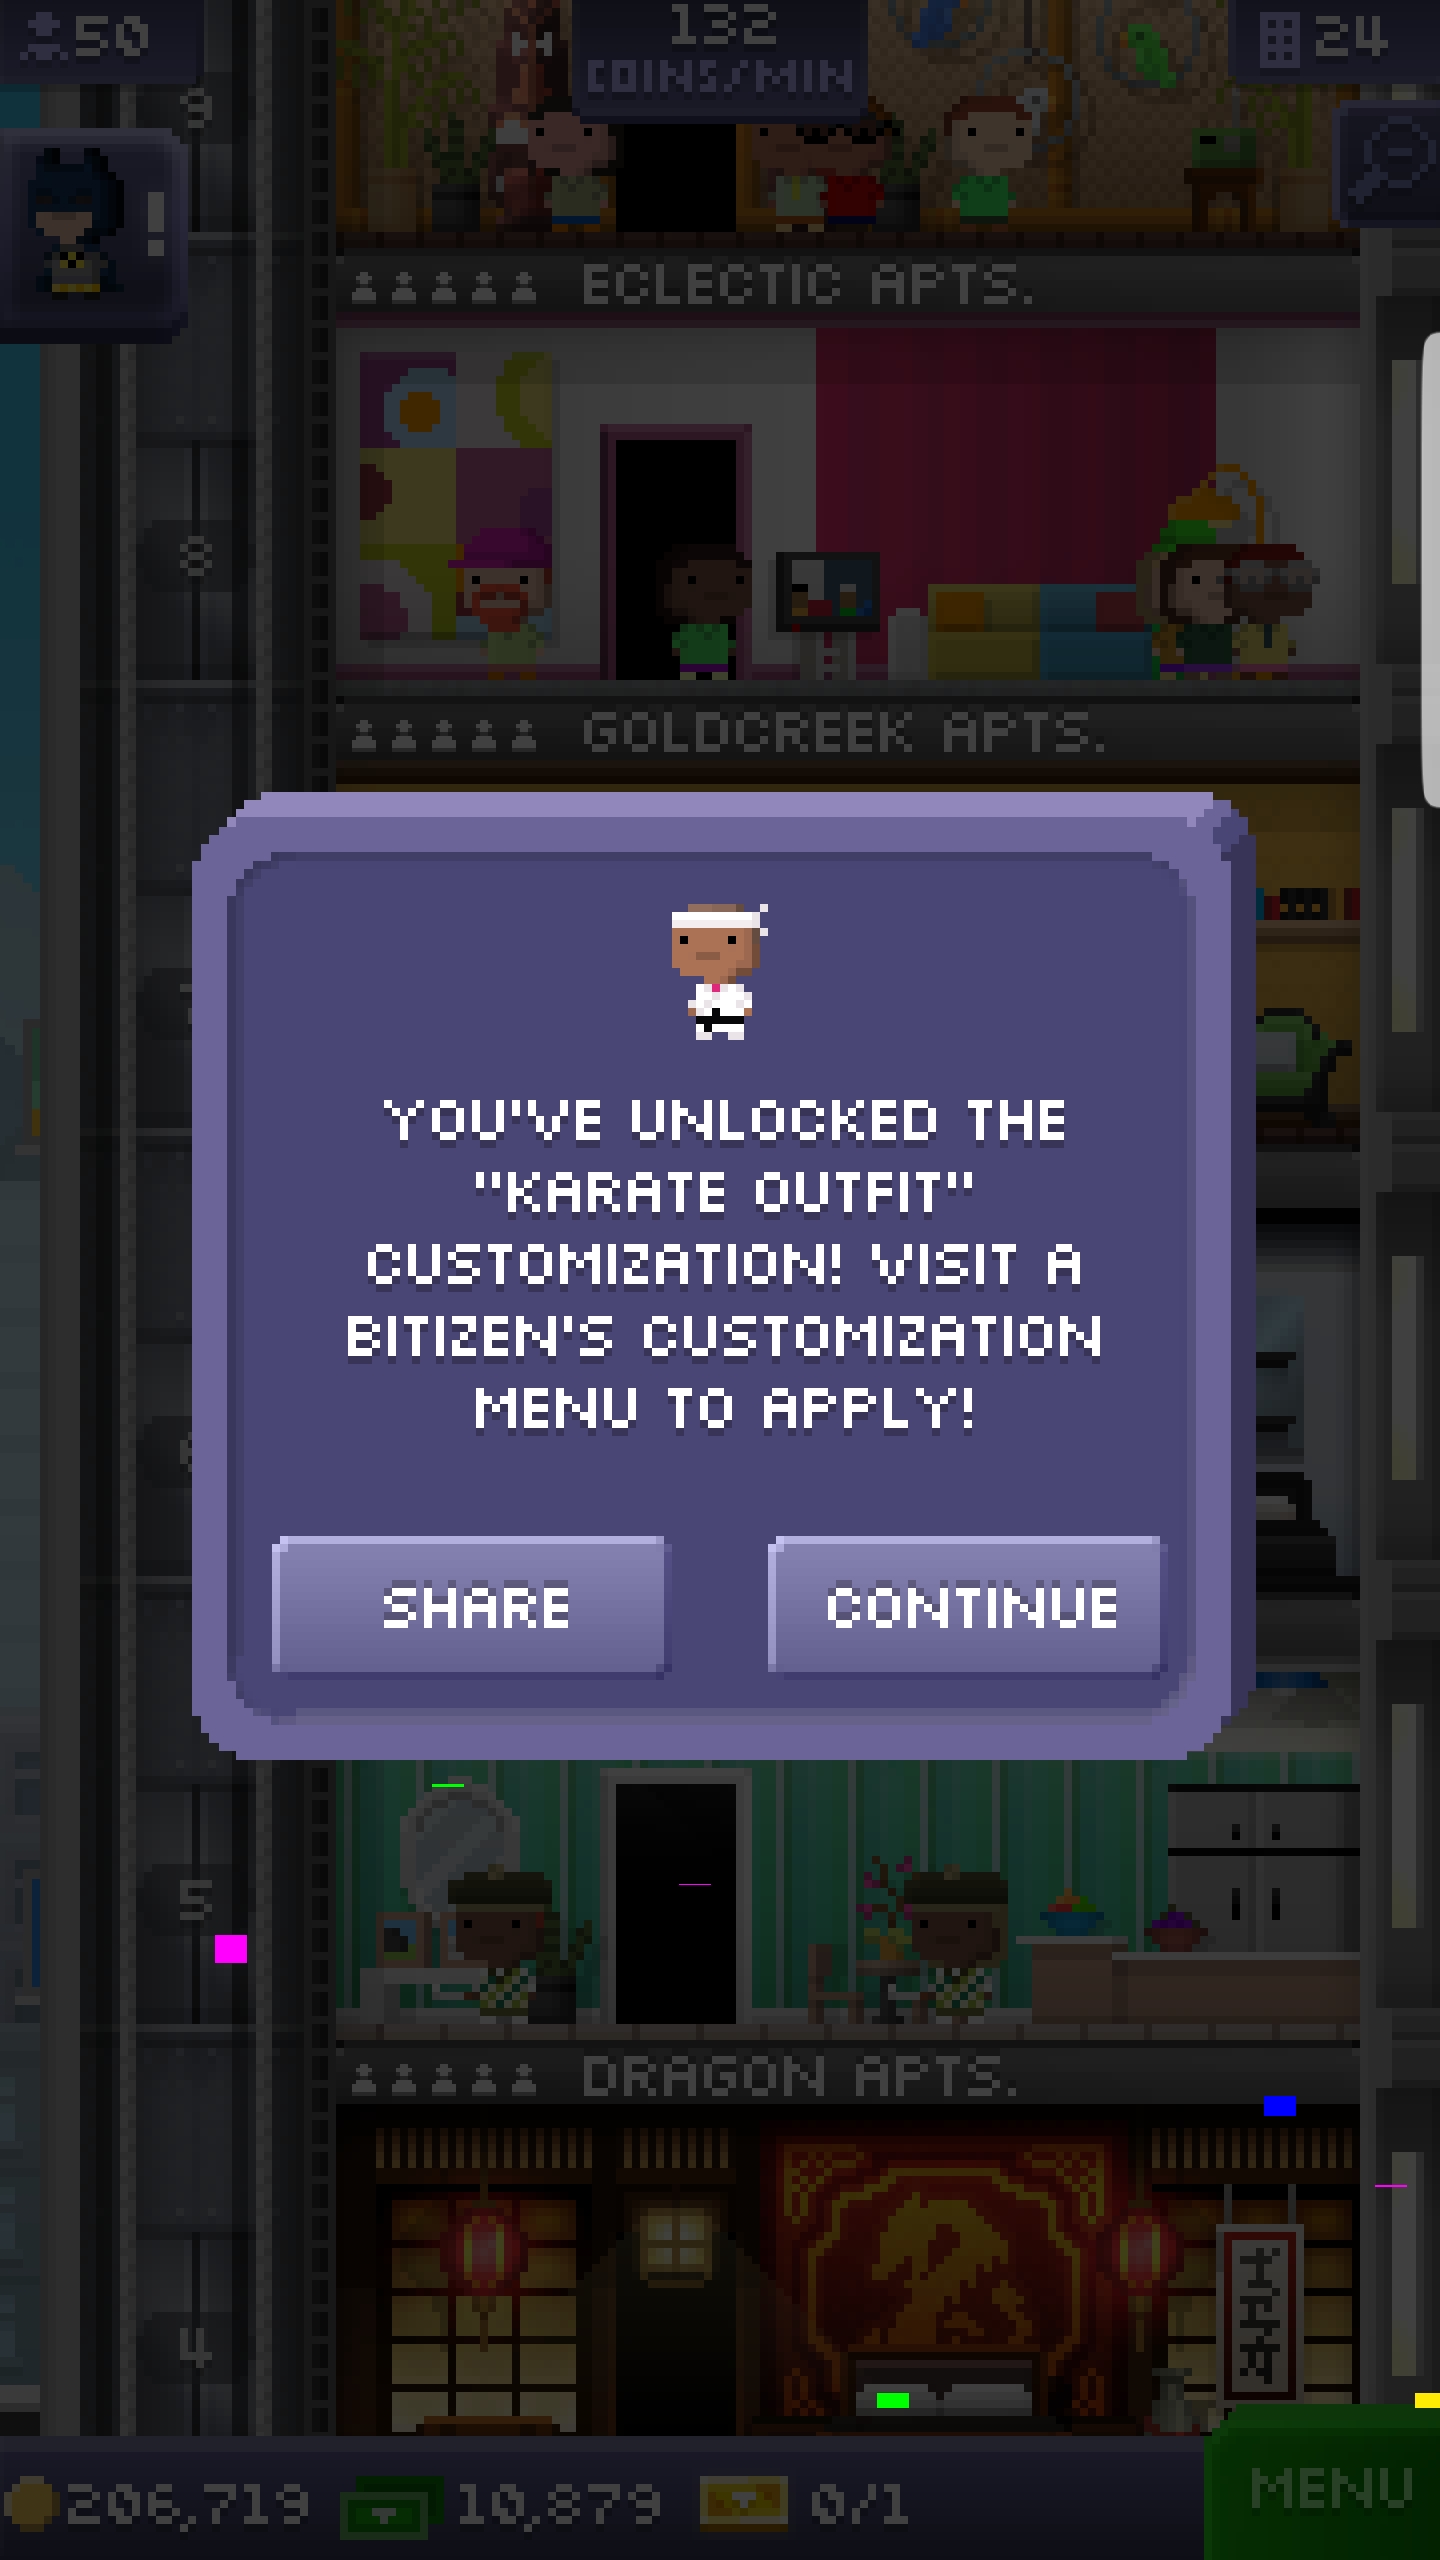 50
132
COINS/MIN
24
9
!
ECLECTIC APTS.
8
GOLDCREEK APTS.
YOU'VE UNLOCKED THE
"KARATE OUTFIT"
CUSTOMIZATION! VISIT A
BITIZEN'S CUSTOMIZATION
MENU TO APPLY!
SHARE
CONTINUE
5
DRAGON APTS.
4
206,719
10,879
0/1
MENU